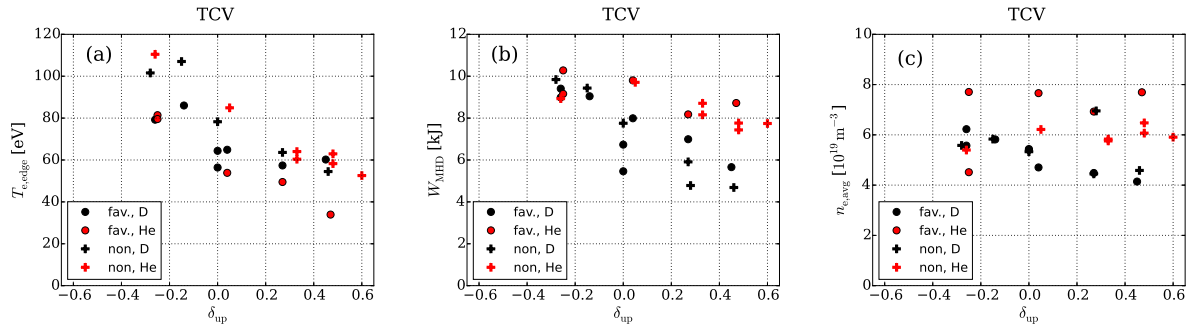 TCV
(a)
120
100
80
60
40
20
0
T_e,edge [eV]
fav., D
fav., He
non, D
non, He
−0.6 −0.4 −0.2 0.0 0.2 0.4 0.6
δ_up
TCV
(b)
12
10
8
6
4
2
0
W_MHD [kJ]
fav., D
fav., He
non, D
non, He
−0.6 −0.4 −0.2 0.0 0.2 0.4 0.6
δ_up
TCV
(c)
10
8
6
4
2
0
n_e,avg [10^19 m^−3]
fav., D
fav., He
non, D
non, He
−0.6 −0.4 −0.2 0.0 0.2 0.4 0.6
δ_up